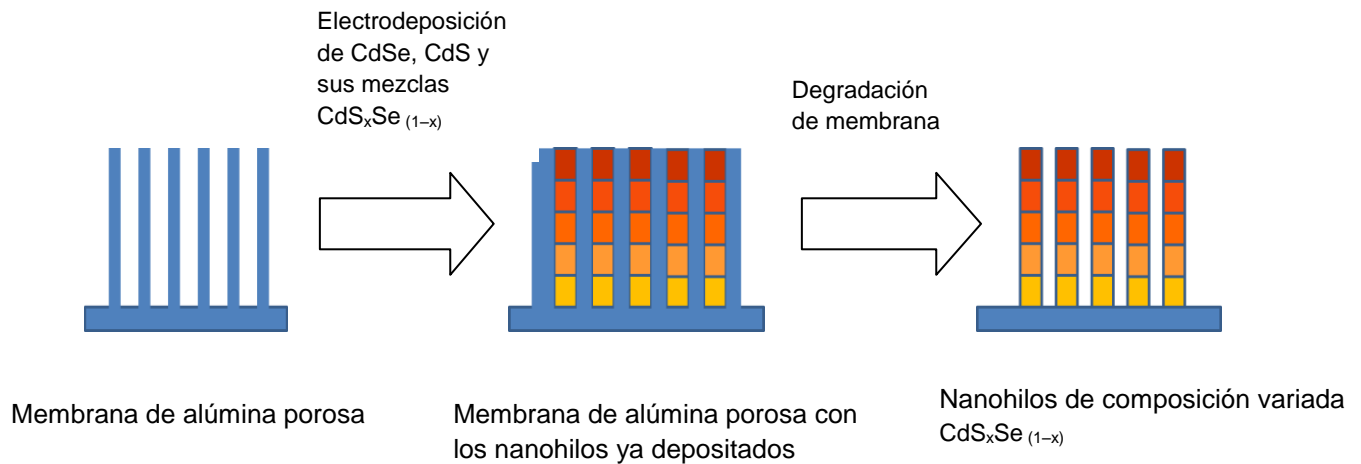 Electrodeposición
de CdSe, CdS y
sus mezclas
CdSₓSe ₍₁₋ₓ₎
Degradación
de membrana
Membrana de alúmina porosa
Membrana de alúmina porosa con
los nanohilos ya depositados
Nanohilos de composición variada
CdSₓSe ₍₁₋ₓ₎